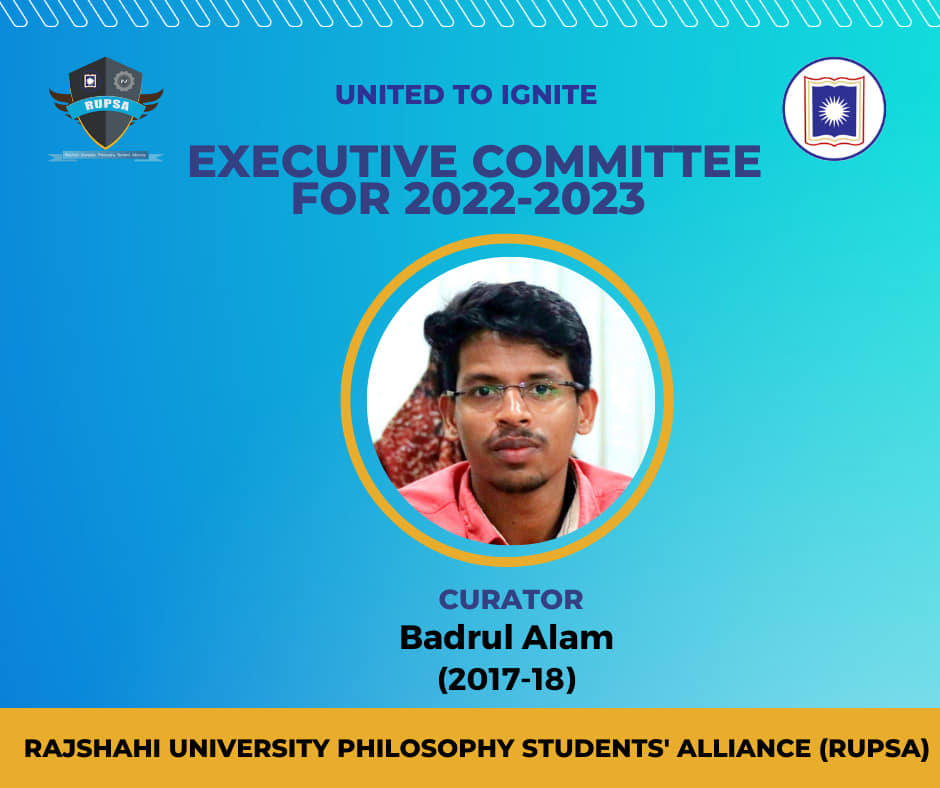 UNITED TO IGNITE
RUPSA
EXECUTIVE COMMITTEE
FOR 2022-2023
CURATOR
Badrul Alam
(2017-18)
RAJSHAHI UNIVERSITY PHILOSOPHY STUDENTS' ALLIANCE (RUPSA)